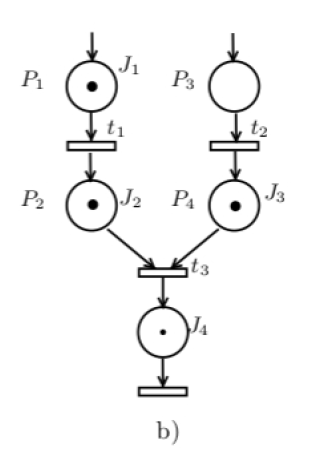 P₁ J₁ P₃
t₁ t₂
P₂ J₂ P₄ J₃
t₃
J₄
b)